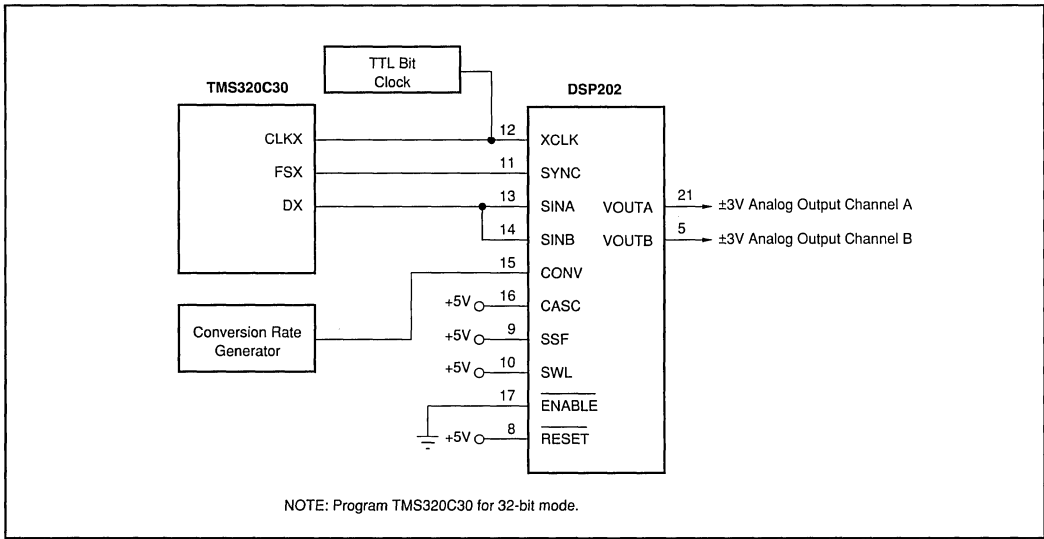 TTL Bit
Clock
TMS320C30
DSP202
CLKX
12
XCLK
FSX
11
SYNC
DX
13
SINA
VOUTA
21
±3V Analog Output Channel A
14
SINB
VOUTB
5
±3V Analog Output Channel B
15
CONV
+5V
16
CASC
Conversion Rate
Generator
+5V
9
SSF
+5V
10
SWL
17
ENABLE
+5V
8
RESET
NOTE: Program TMS320C30 for 32-bit mode.